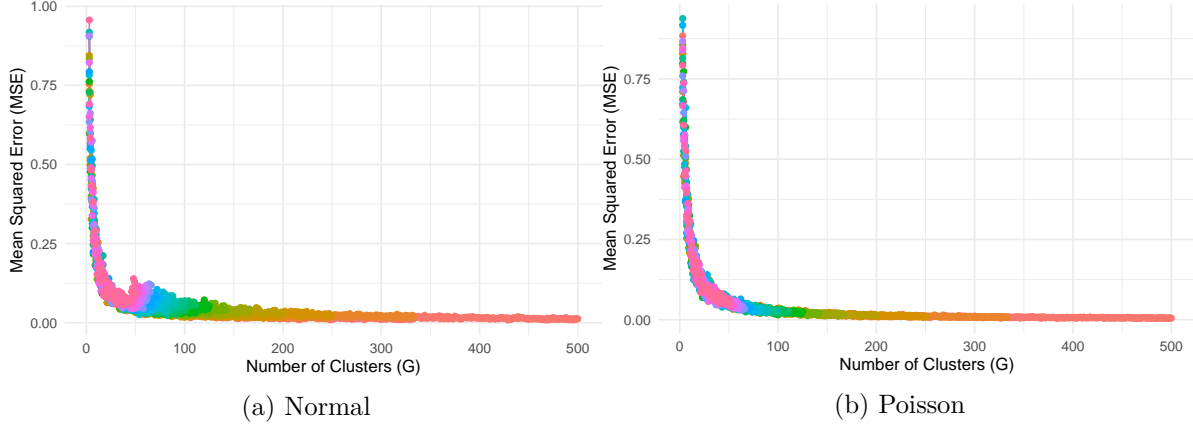 1.00
0.75
0.50
0.25
0.00
Mean Squared Error (MSE)
0 100 200 300 400 500
Number of Clusters (G)
(a) Normal
0.75
0.50
0.25
0.00
Mean Squared Error (MSE)
0 100 200 300 400 500
Number of Clusters (G)
(b) Poisson